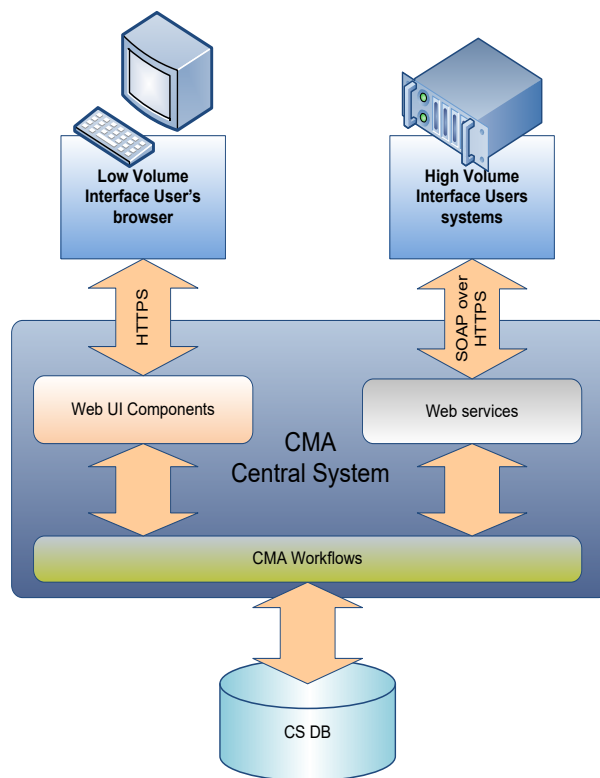 Low Volume
Interface User's
browser
High Volume
Interface Users
systems
HTTPS
SOAP over
HTTPS
Web UI Components
Web services
CMA
Central System
CMA Workflows
CS DB